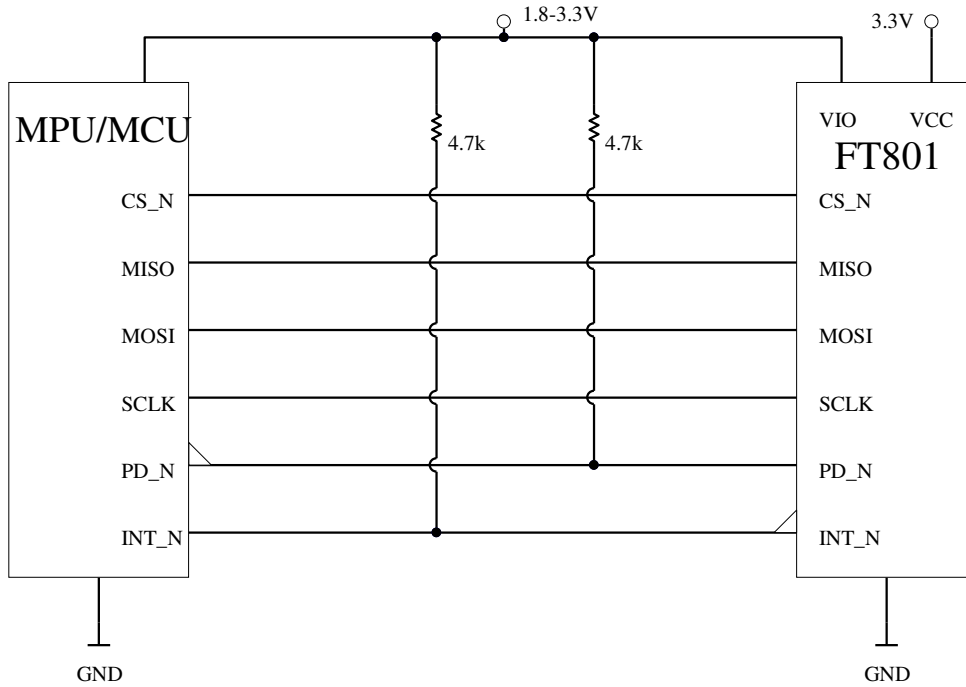 1.8-3.3V
3.3V
MPU/MCU
VIO VCC
4.7k
4.7k
FT801
CS_N
CS_N
MISO
MISO
MOSI
MOSI
SCLK
SCLK
PD_N
PD_N
INT_N
INT_N
GND
GND